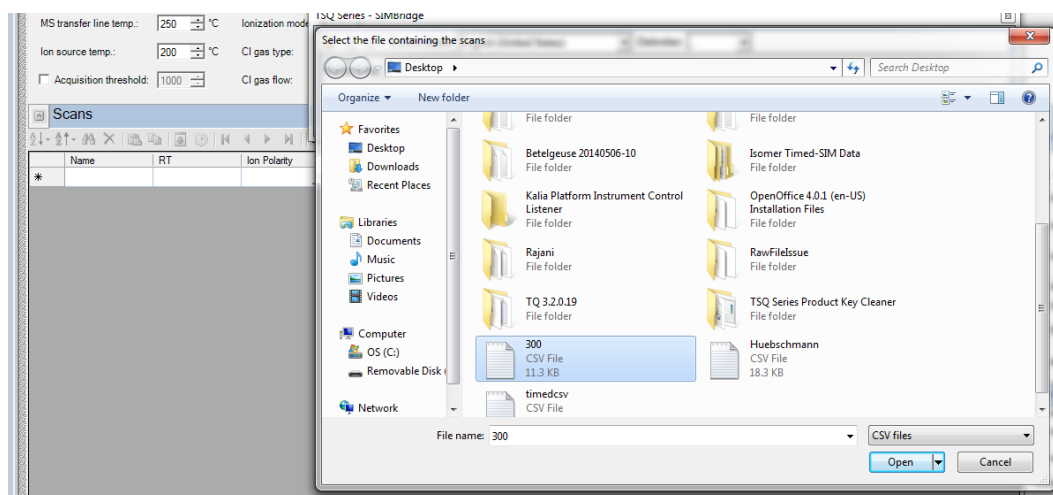 MS transfer line temp.: 250 °C Ionization mode
Ion source temp.: 200 °C CI gas type:
Acquisition threshold: 1000 CI gas flow:
Scans
Name RT Ion Polarity
TSQ Series - SIMBridge
Select the file containing the scans
Desktop
Search Desktop
Organize New folder
Favorites
Desktop
Downloads
Recent Places
Libraries
Documents
Music
Pictures
Videos
Computer
OS (C:)
Removable Disk
Network
File folder
File folder
Betelgeuse 20140506-10
File folder
Isomer Timed-SIM Data
File folder
Kalia Platform Instrument Control
Listener
File folder
OpenOffice 4.0.1 (en-US)
Installation Files
File folder
Rajani
File folder
RawFileIssue
File folder
TQ 3.2.0.19
File folder
TSQ Series Product Key Cleaner
File folder
300
CSV File
11.3 KB
Huebschmann
CSV File
18.3 KB
timedcsv
CSV File
File name: 300
CSV files
Open Cancel